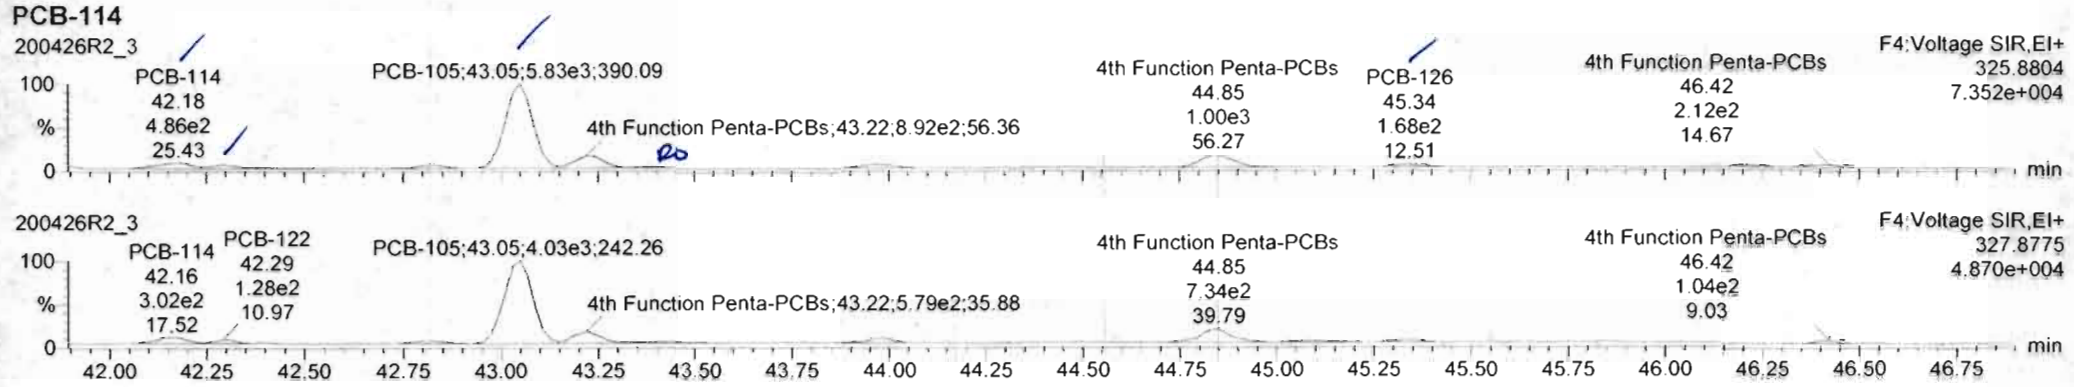 PCB-114
200426R2_3
F4:Voltage SIR,EI+
325.8804
7.352e+004
PCB-114
42.18
4.86e2
25.43
PCB-105;43.05;5.83e3;390.09
4th Function Penta-PCBs;43.22;8.92e2;56.36
4th Function Penta-PCBs
44.85
1.00e3
56.27
PCB-126
45.34
1.68e2
12.51
4th Function Penta-PCBs
46.42
2.12e2
14.67
100
%
0
min
200426R2_3
F4:Voltage SIR,EI+
327.8775
4.870e+004
PCB-114
42.16
3.02e2
17.52
PCB-122
42.29
1.28e2
10.97
PCB-105;43.05;4.03e3;242.26
4th Function Penta-PCBs;43.22;5.79e2;35.88
4th Function Penta-PCBs
44.85
7.34e2
39.79
4th Function Penta-PCBs
46.42
1.04e2
9.03
100
%
0
min
42.00 42.25 42.50 42.75 43.00 43.25 43.50 43.75 44.00 44.25 44.50 44.75 45.00 45.25 45.50 45.75 46.00 46.25 46.50 46.75